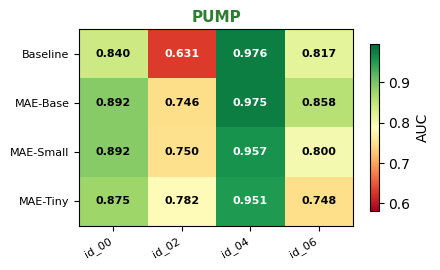 PUMP
Baseline 0.840 0.631 0.976 0.817
MAE-Base 0.892 0.746 0.975 0.858
MAE-Small 0.892 0.750 0.957 0.800
MAE-Tiny 0.875 0.782 0.951 0.748
id_00 id_02 id_04 id_06
0.9
0.8
0.7
0.6
AUC